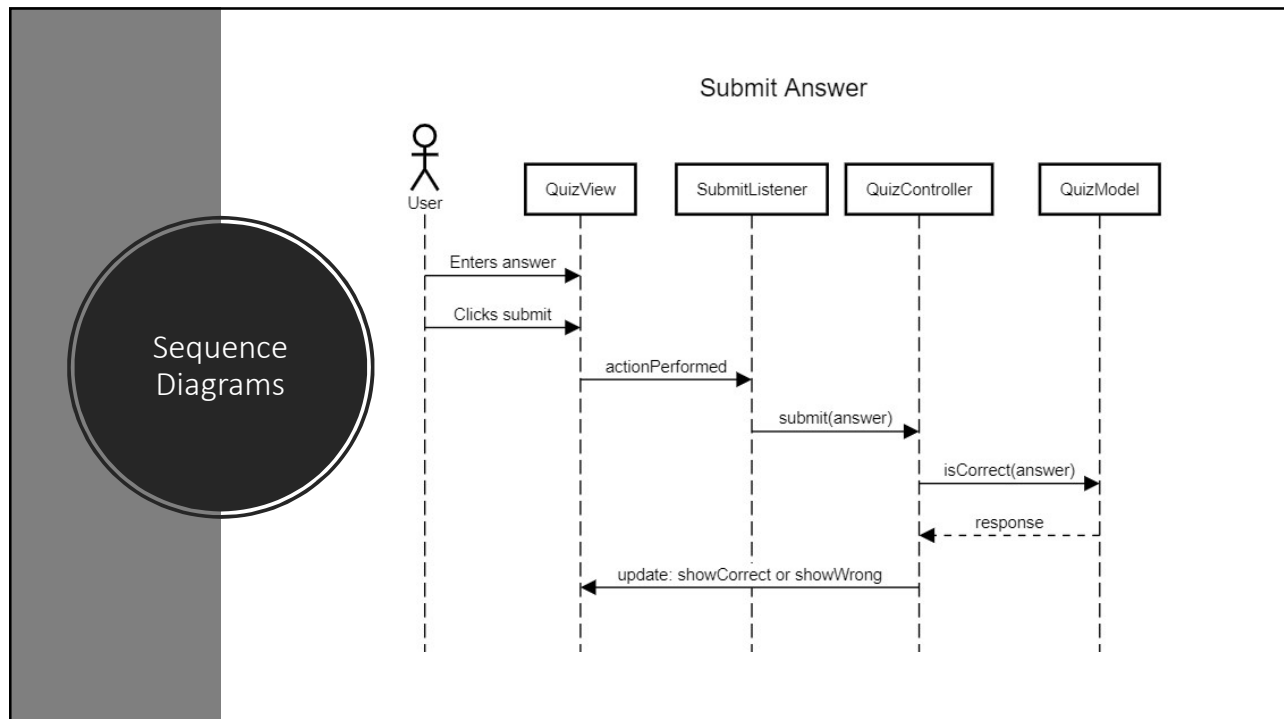 Sequence
Diagrams
Submit Answer
User
QuizView
SubmitListener
QuizController
QuizModel
Enters answer
Clicks submit
actionPerformed
submit(answer)
isCorrect(answer)
response
update: showCorrect or showWrong